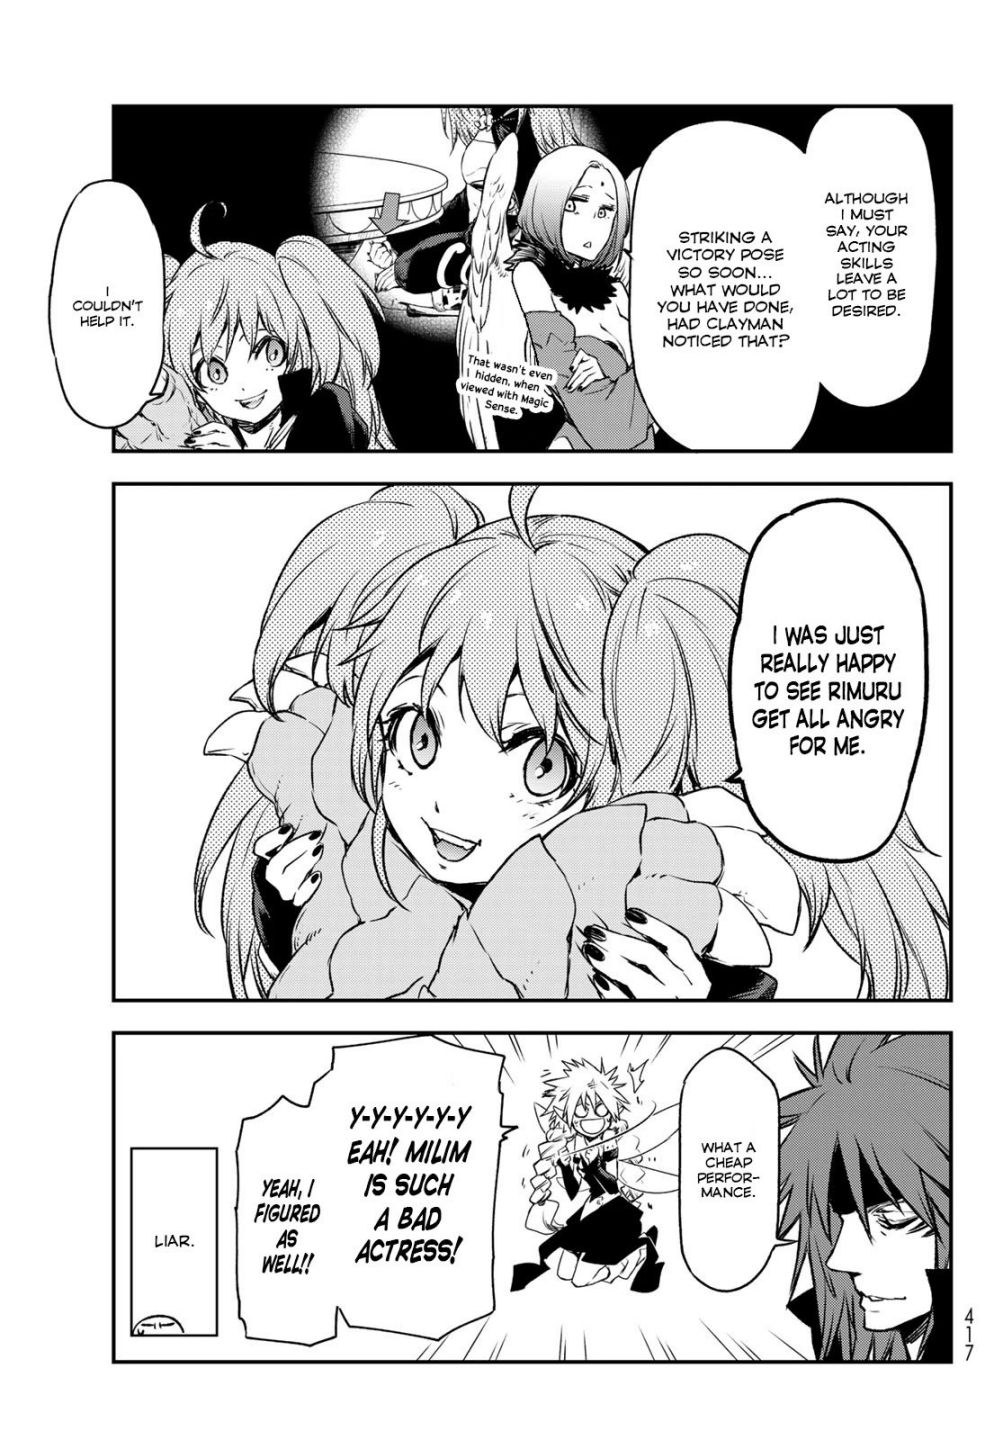 ALTHOUGH
I MUST
SAY, YOUR
ACTING
SKILLS
LEAVE A
LOT TO BE
DESIRED.
STRIKING A
VICTORY POSE
SO SOON...
WHAT WOULD
YOU HAVE DONE,
HAD CLAYMAN
NOTICED THAT?
That wasn't even
hidden, when
viewed with Magic
Sense.
I
COULDN'T
HELP IT.
I WAS JUST
REALLY HAPPY
TO SEE RIMURU
GET ALL ANGRY
FOR ME.
WHAT A
CHEAP
PERFOR-
MANCE.
Y-Y-Y-Y-Y-Y
EAH! MILIM
IS SUCH
A BAD
ACTRESS!
YEAH, I
FIGURED
AS
WELL!!
LIAR.
417